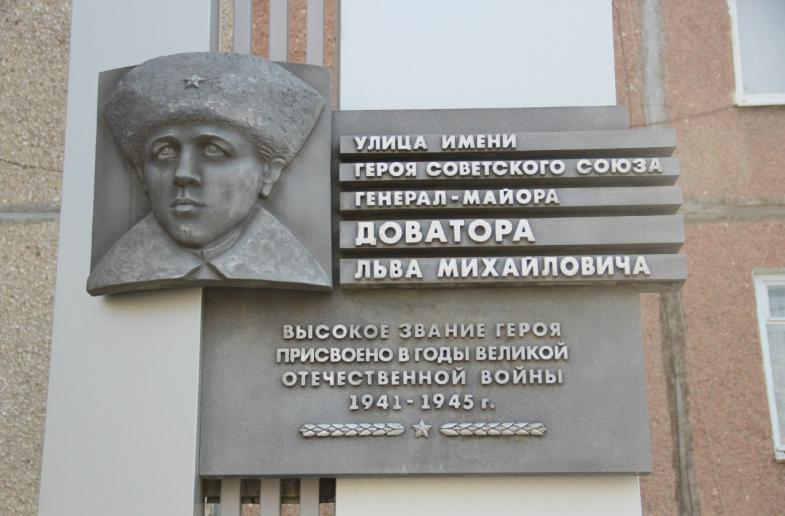 УЛИЦА ИМЕНИ
ГЕРОЯ СОВЕТСКОГО СОЮЗА
ГЕНЕРАЛ-МАЙОРА
ДОВАТОРА
ЛЬВА МИХАЙЛОВИЧА
ВЫСОКОЕ ЗВАНИЕ ГЕРОЯ
ПРИСВОЕНО В ГОДЫ ВЕЛИКОЙ
ОТЕЧЕСТВЕННОЙ ВОЙНЫ
1941-1945 г.